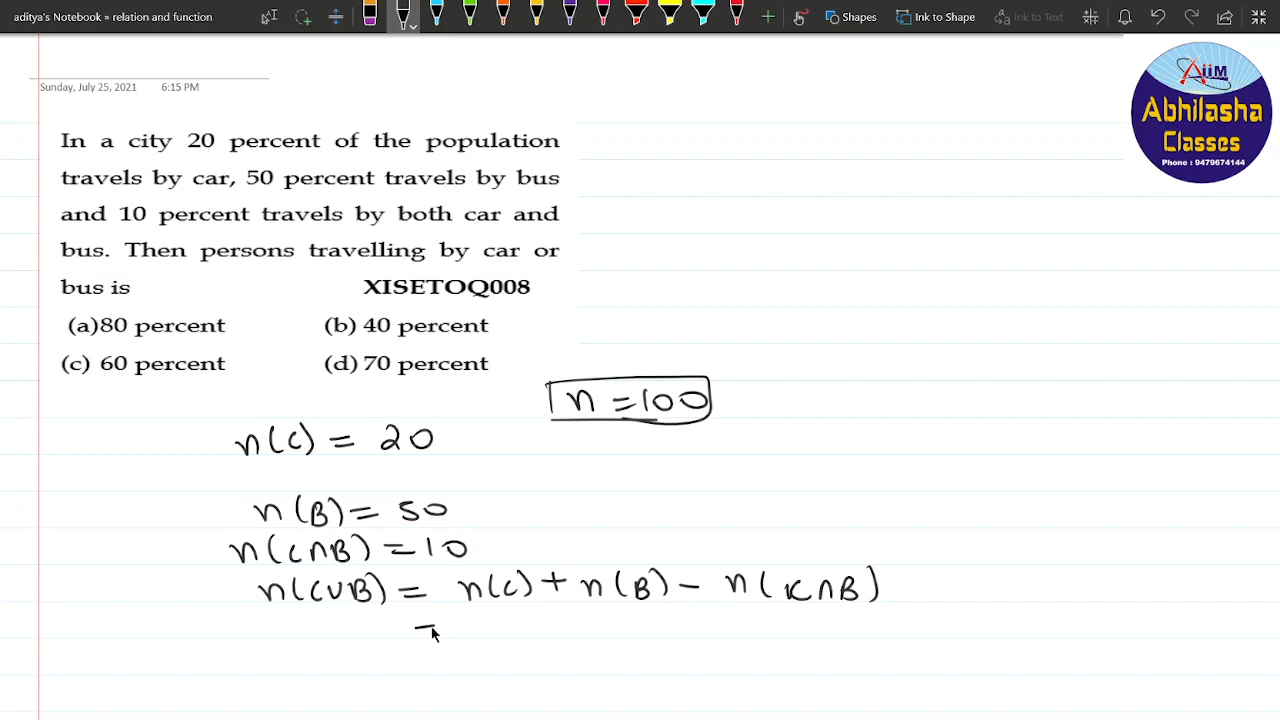 aditya's Notebook » relation and function
Shapes
Ink to Shape
Ink to Text
Sunday, July 25, 2021 6:15 PM
AiiM
Abhilasha
Classes
Phone : 9479674144
In a city 20 percent of the population
travels by car, 50 percent travels by bus
and 10 percent travels by both car and
bus. Then persons travelling by car or
bus is XISETOQ008
(a)80 percent (b) 40 percent
(c) 60 percent (d) 70 percent
n = 100
n(C) = 20
n(B) = 50
n(C∩B) = 10
n(C∪B) = n(C) + n(B) - n(C∩B)